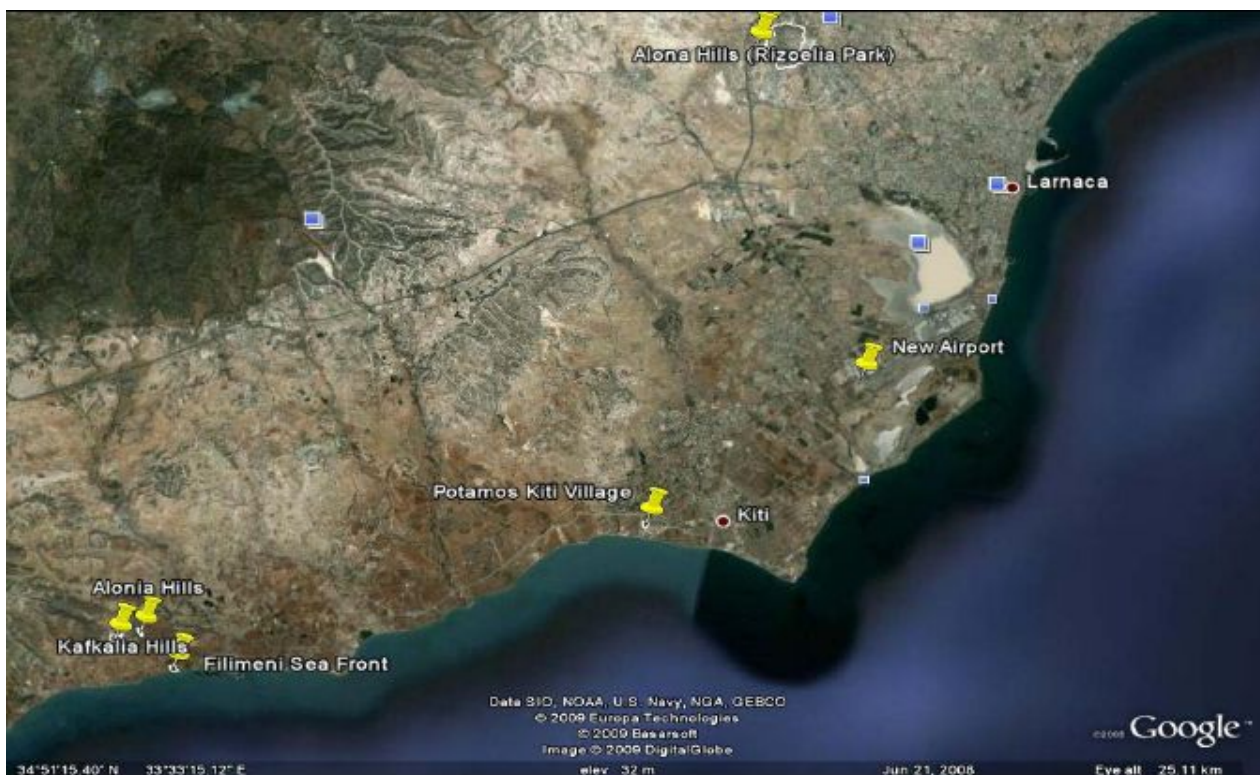 Alona Hills (Rizoelia Park)
Larnaca
New Airport
Potamos Kiti Village
Kiti
Alonia Hills
Kafkalia Hills
Filimeni Sea Front
Data SIO, NOAA, U.S. Navy, NGA, GEBCO
© 2009 Europa Technologies
© 2009 Basarsoft
Image © 2009 DigitalGlobe
Google™
34°51'15.40" N 33°33'15.12" E elev 32 m Jun 21, 2008 Eye alt 25.11 km